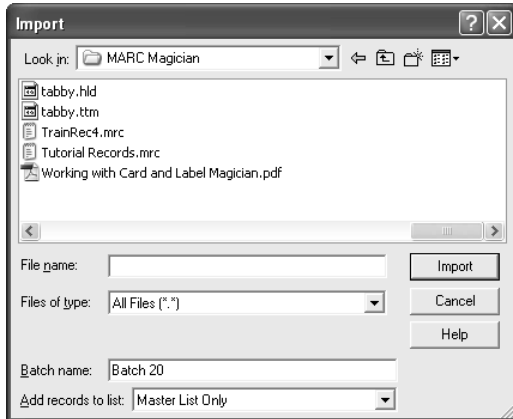 Import
Look in: MARC Magician
tabby.hld
tabby.ttm
TrainRec4.mrc
Tutorial Records.mrc
Working with Card and Label Magician.pdf
File name: Import
Files of type: All Files (*.*) Cancel
Help
Batch name: Batch 20
Add records to list: Master List Only